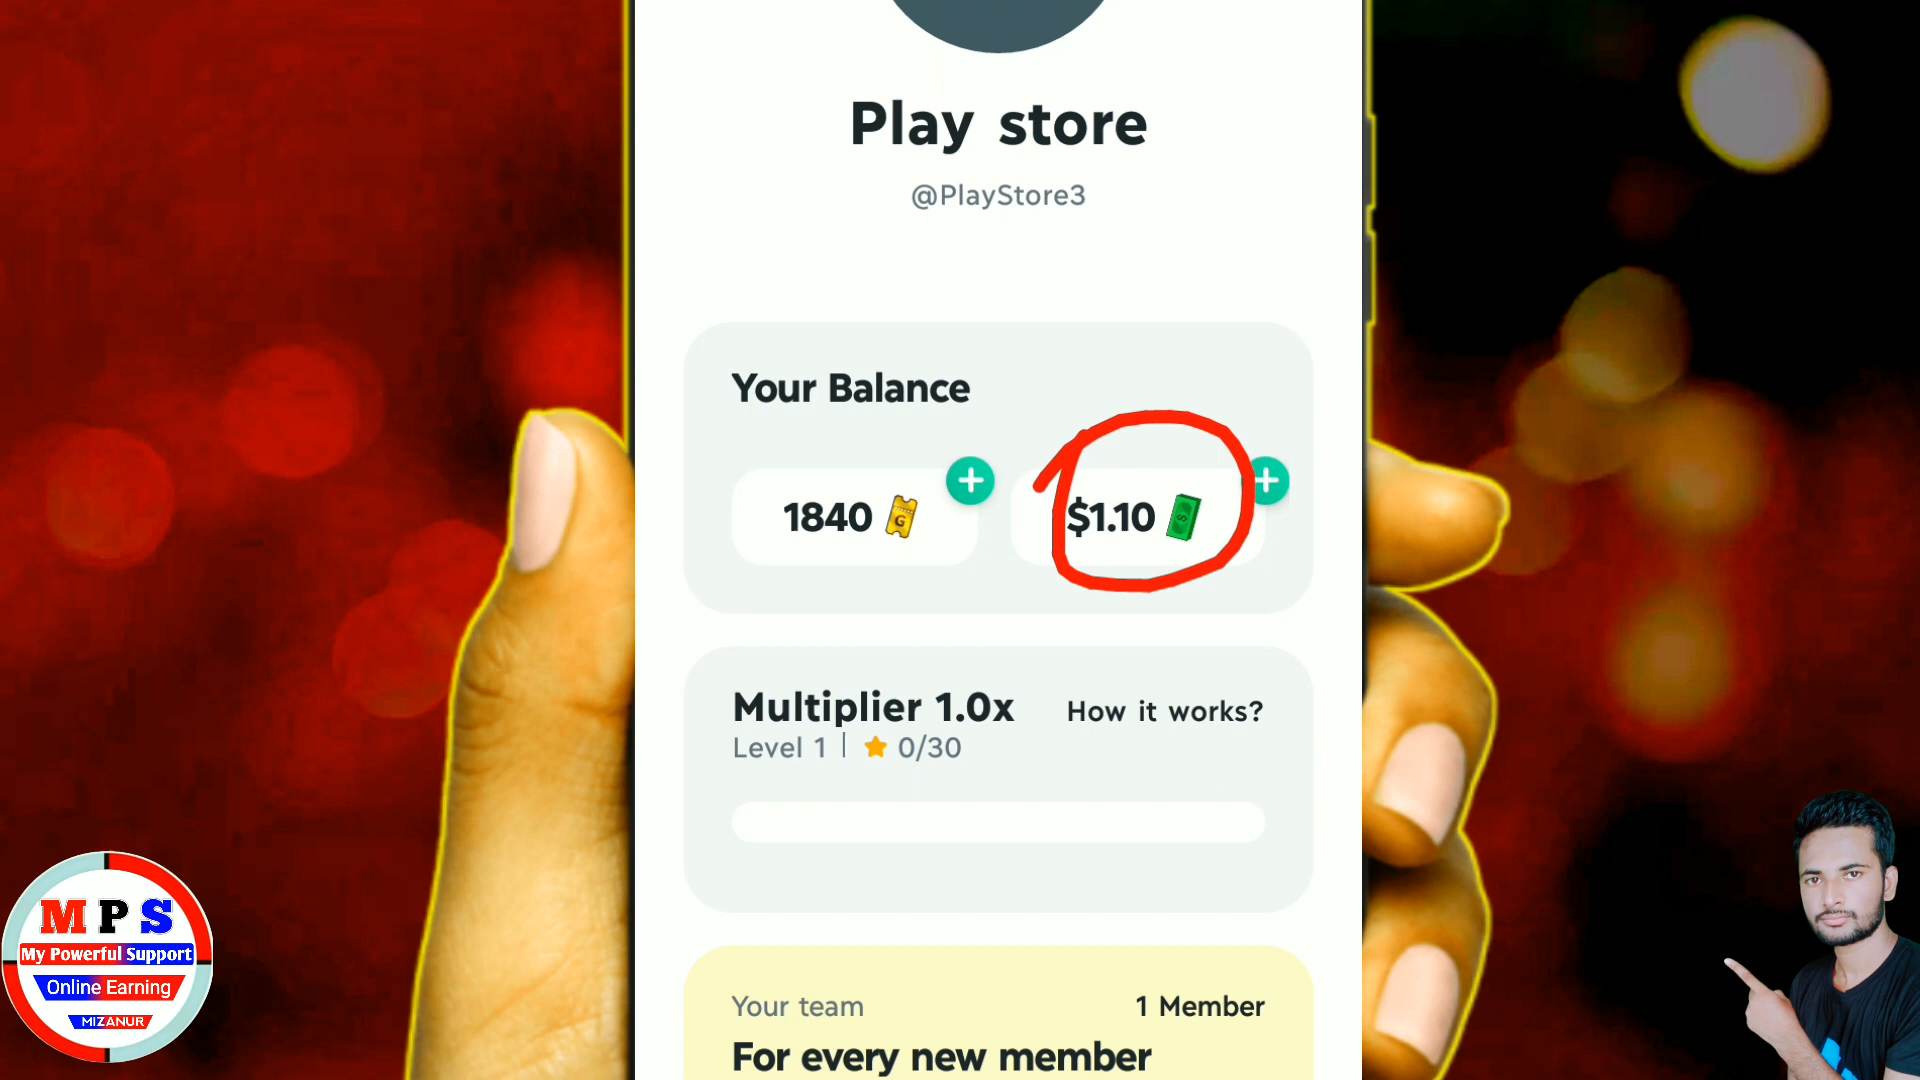 Play store
@PlayStore3
Your Balance
1840 G
$1.10 $
Multiplier 1.0x
How it works?
Level 1 | 0/30
Your team
1 Member
For every new member
M P S
My Powerful Support
Online Earning
MIZANUR